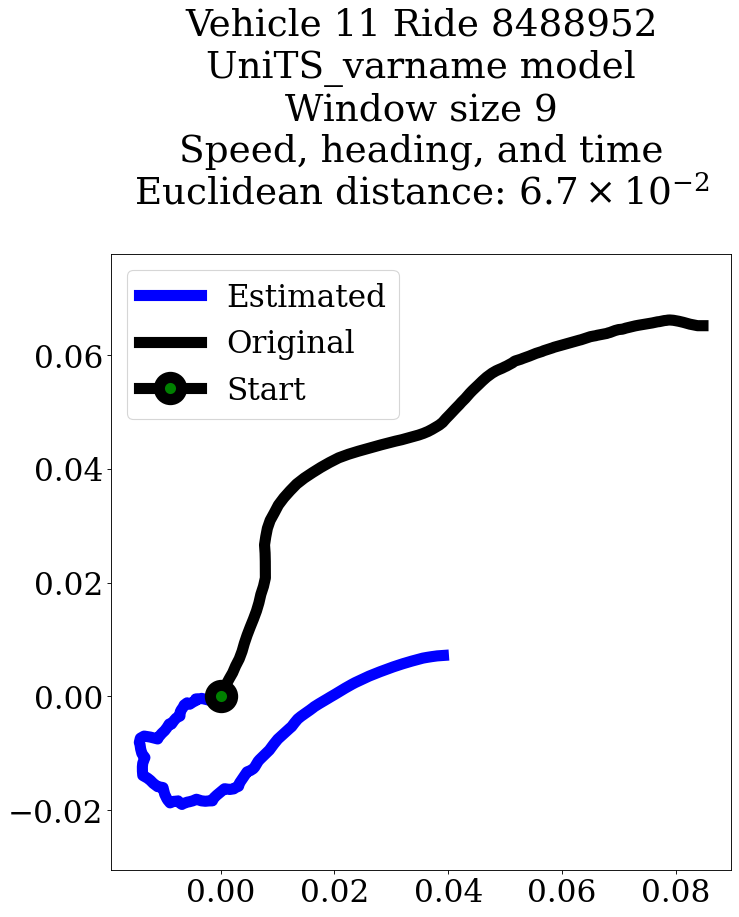 Vehicle 11 Ride 8488952
UniTS_varname model
Window size 9
Speed, heading, and time
Euclidean distance: 6.7 × 10⁻²
Estimated
Original
Start
0.06
0.04
0.02
0.00
−0.02
0.00 0.02 0.04 0.06 0.08